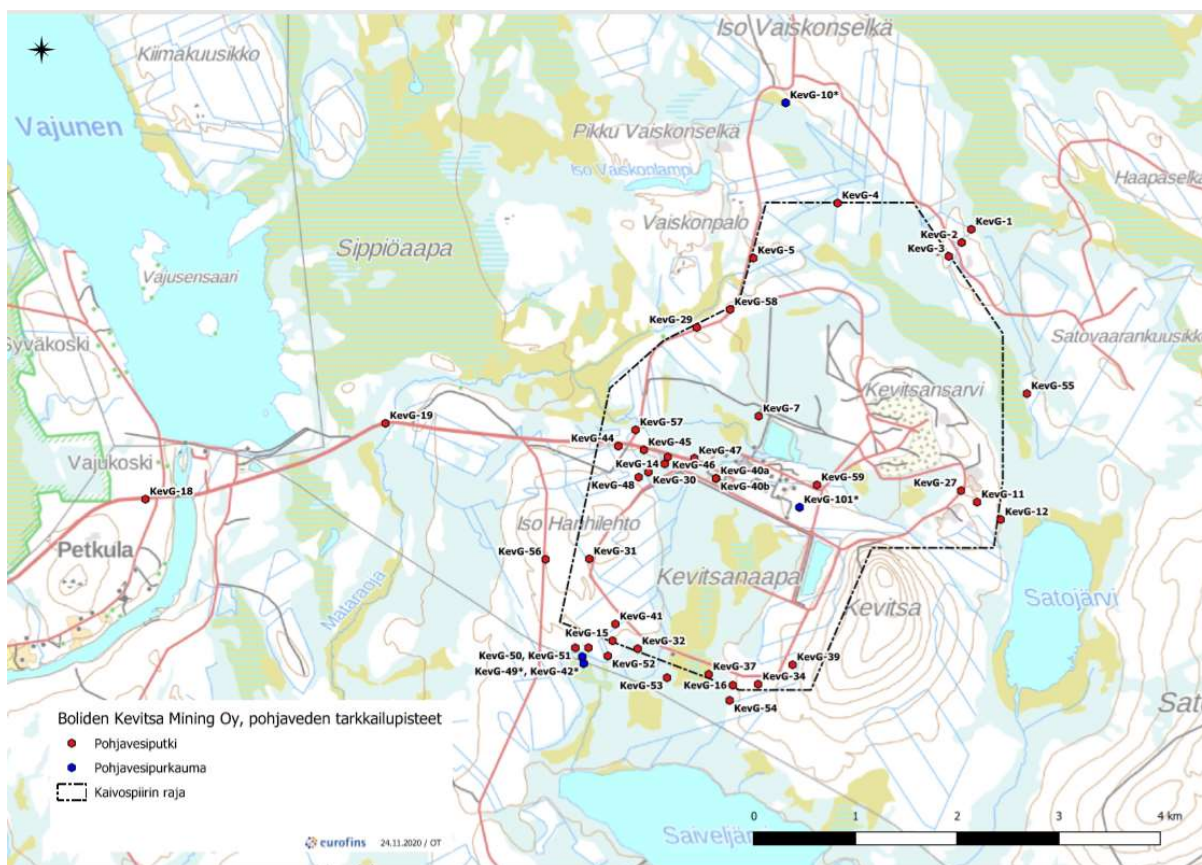 Iso Vaiskonselkä
Kiimakuusikko
KevG-10*
Vajunen
Pikku Vaiskonselkä
Iso Vaiskonlampi
Haapaselkä
KevG-4
Vaiskonpalo
KevG-1
KevG-2
KevG-3
Sippiöaapa
KevG-5
Vajusensaari
KevG-58
KevG-29
Satovaarankuusikko
Syväkoski
Kevitsansarvi
KevG-55
KevG-7
KevG-19
KevG-57
KevG-44
KevG-45
KevG-47
Vajukoski
KevG-14
KevG-46
KevG-40a
KevG-48
KevG-30
KevG-40b
KevG-59
KevG-27
KevG-18
KevG-101*
KevG-11
KevG-12
Iso Hanhilehto
Petkula
KevG-56
KevG-31
Kevitsanaapa
Mataraoja
Kevitsa
Satojärvi
KevG-41
KevG-15
KevG-32
KevG-50, KevG-51
KevG-52
KevG-39
KevG-49*, KevG-42*
KevG-37
KevG-53
KevG-16
KevG-34
KevG-54
Sato
Boliden Kevitsa Mining Oy, pohjaveden tarkkailupisteet
Pohjavesiputki
Pohjavesipurkauma
Kaivospiirin raja
eurofins 24.11.2020 / OT
Saiveljär
0 1 2 3 4 km